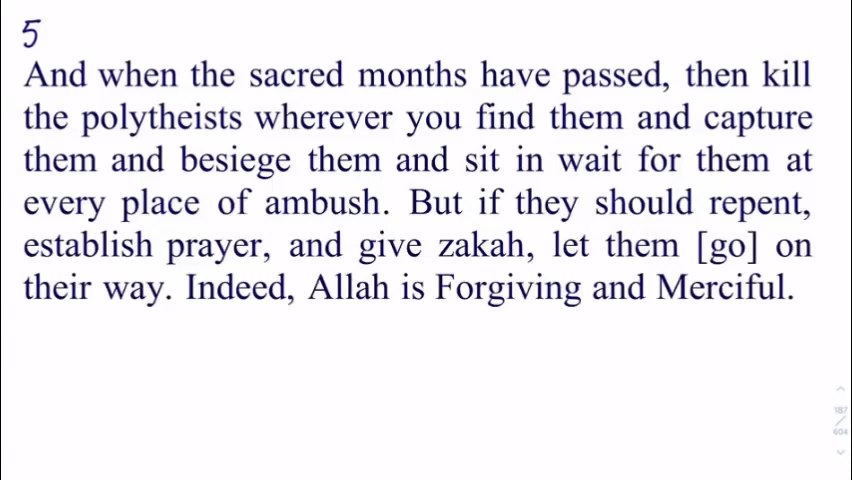 5
And when the sacred months have passed, then kill
the polytheists wherever you find them and capture
them and besiege them and sit in wait for them at
every place of ambush. But if they should repent,
establish prayer, and give zakah, let them [go] on
their way. Indeed, Allah is Forgiving and Merciful.
187
/
604